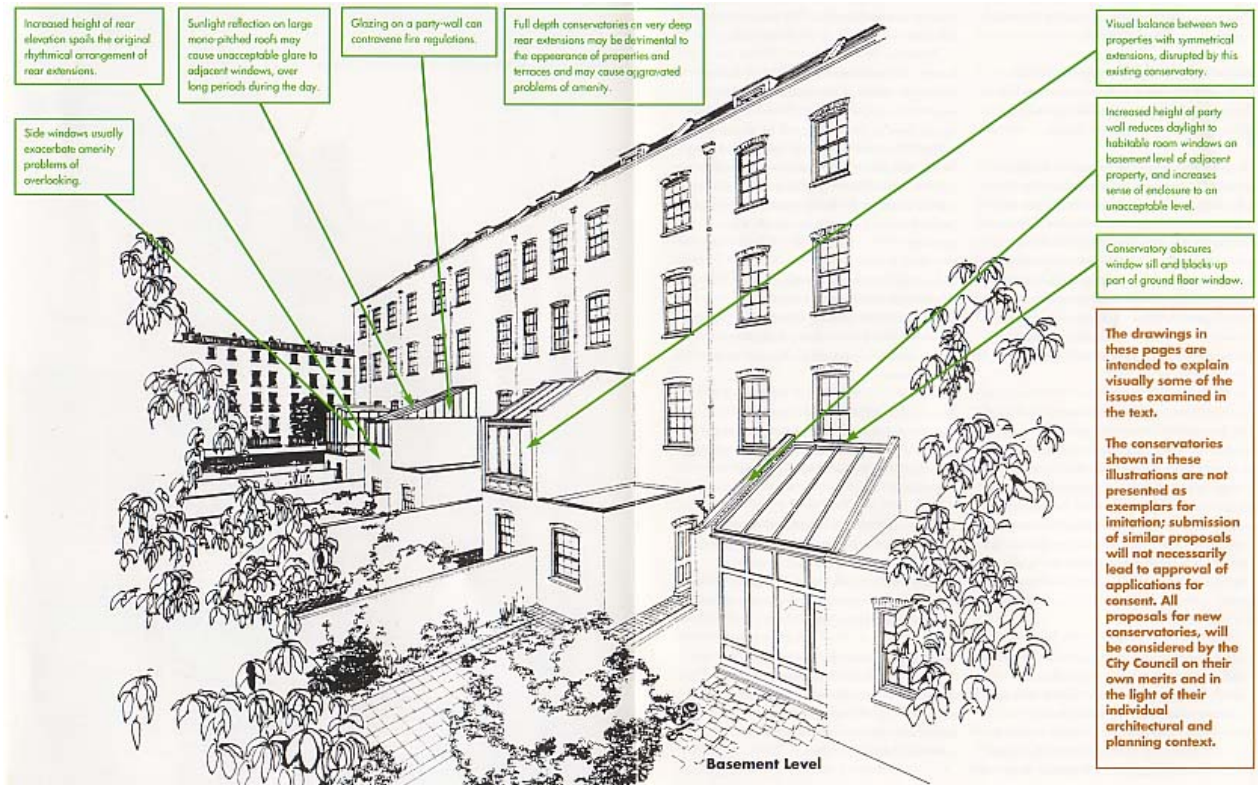 Increased height of rear
elevation spoils the original
rhythmical arrangement of
rear extensions.
Sunlight reflection on large
mono-pitched roofs may
cause unacceptable glare to
adjacent windows, over
long periods during the day.
Glazing on a party-wall can
contravene fire regulations.
Full depth conservatories on very deep
rear extensions may be detrimental to
the appearance of properties and
terraces and may cause aggravated
problems of amenity.
Visual balance between two
properties with symmetrical
extensions, disrupted by this
existing conservatory.
Side windows usually
exacerbate amenity
problems of
overlooking.
Increased height of party
wall reduces daylight to
habitable room windows on
basement level of adjacent
property, and increases
sense of enclosure to an
unacceptable level.
Conservatory obscures
window sill and blocks-up
part of ground floor window.
The drawings in
these pages are
intended to explain
visually some of the
issues examined in
the text.
The conservatories
shown in these
illustrations are not
presented as
exemplars for
imitation; submission
of similar proposals
will not necessarily
lead to approval of
applications for
consent. All
proposals for new
conservatories, will
be considered by the
City Council on their
own merits and in
the light of their
individual
architectural and
planning context.
Basement Level